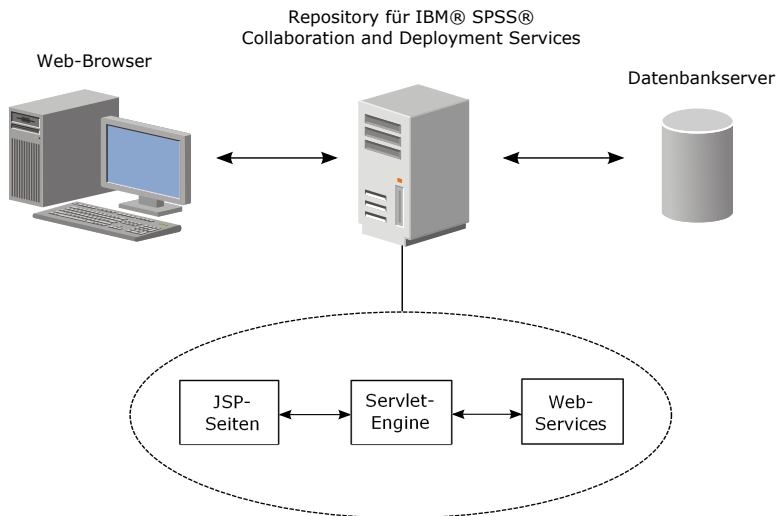 Repository für IBM® SPSS®
Collaboration and Deployment Services
Web-Browser
Datenbankserver
JSP-
Seiten
Servlet-
Engine
Web-
Services